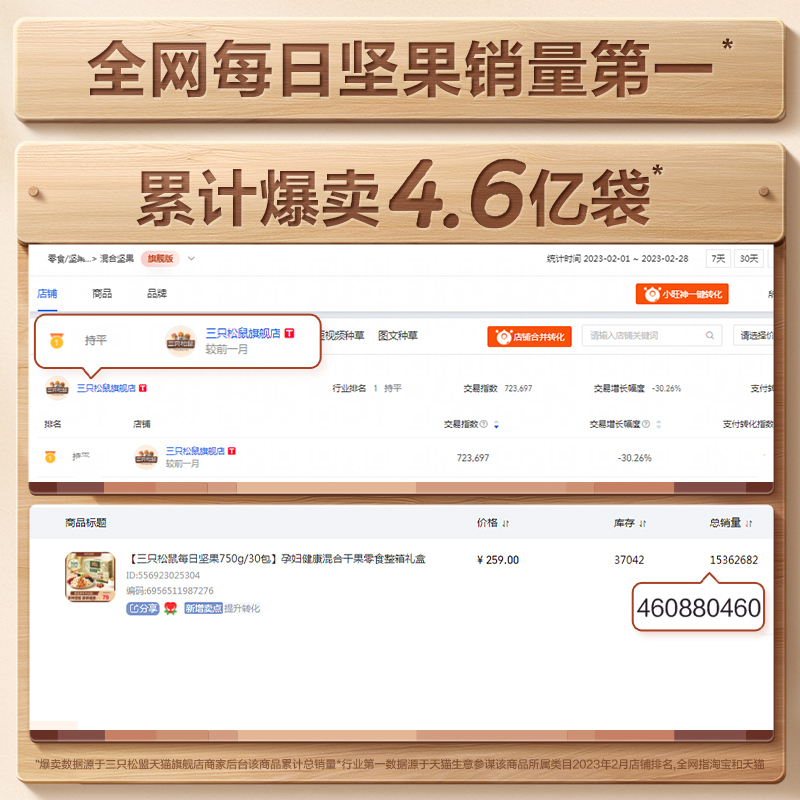 全网每日坚果销量第一*
累计爆卖4.6亿袋*
零食/坚果...> 混合坚果 旗舰版 统计时间 2023-02-01 ~ 2023-02-28 7天 30天
店铺 商品 品牌 小旺神一键转化
持平 三只松鼠旗舰店 T
较前一月
短视频种草 图文种草 店铺合并转化 请输入店铺关键词 请选择价
三只松鼠旗舰店 T 行业排名 1 持平 交易指数 723,697 交易增长幅度 -30.26% 支付转
排名 店铺 交易指数 交易增长幅度 支付转化指数
持平 三只松鼠旗舰店 T 723,697 -30.26%
较前一月
商品标题 价格 库存 总销量
【三只松鼠每日坚果750g/30包】孕妇健康混合干果零食整箱礼盒 ¥ 259.00 37042 15362682
ID:556923025304
编码:6956511987276
分享 新增卖点 提升转化
460880460
*爆卖数据源于三只松盟天猫旗舰店商家后台该商品累计总销量*行业第一数据源于天猫生意参谋该商品所属类目2023年2月店铺排名,全网指淘宝和天猫